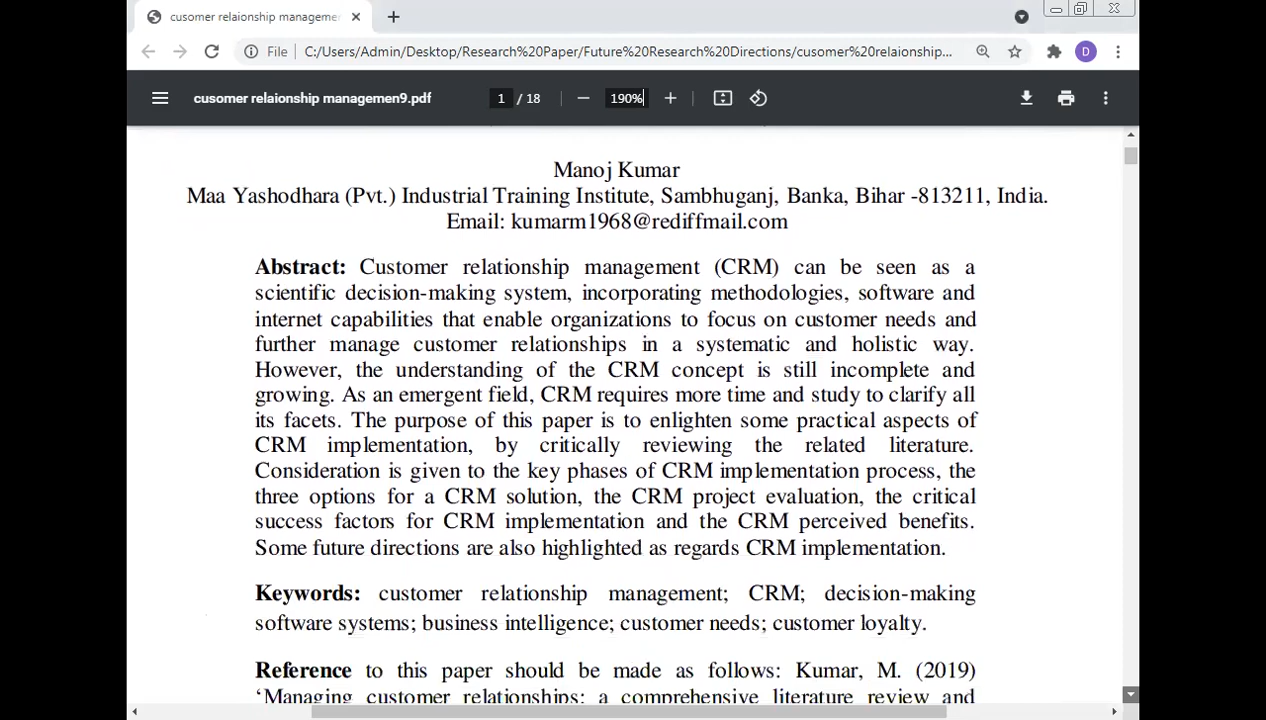 cusomer relaionship managemer
File
C:/Users/Admin/Desktop/Research%20Paper/Future%20Research%20Directions/cusomer%20relaionship...
D
cusomer relaionship managemen9.pdf
1 / 18
190%
Manoj Kumar
Maa Yashodhara (Pvt.) Industrial Training Institute, Sambhuganj, Banka, Bihar -813211, India.
Email: kumarm1968@rediffmail.com
Abstract: Customer relationship management (CRM) can be seen as a
scientific decision-making system, incorporating methodologies, software and
internet capabilities that enable organizations to focus on customer needs and
further manage customer relationships in a systematic and holistic way.
However, the understanding of the CRM concept is still incomplete and
growing. As an emergent field, CRM requires more time and study to clarify all
its facets. The purpose of this paper is to enlighten some practical aspects of
CRM implementation, by critically reviewing the related literature.
Consideration is given to the key phases of CRM implementation process, the
three options for a CRM solution, the CRM project evaluation, the critical
success factors for CRM implementation and the CRM perceived benefits.
Some future directions are also highlighted as regards CRM implementation.
Keywords: customer relationship management; CRM; decision-making
software systems; business intelligence; customer needs; customer loyalty.
Reference to this paper should be made as follows: Kumar, M. (2019)
‘Managing customer relationships: a comprehensive literature review and